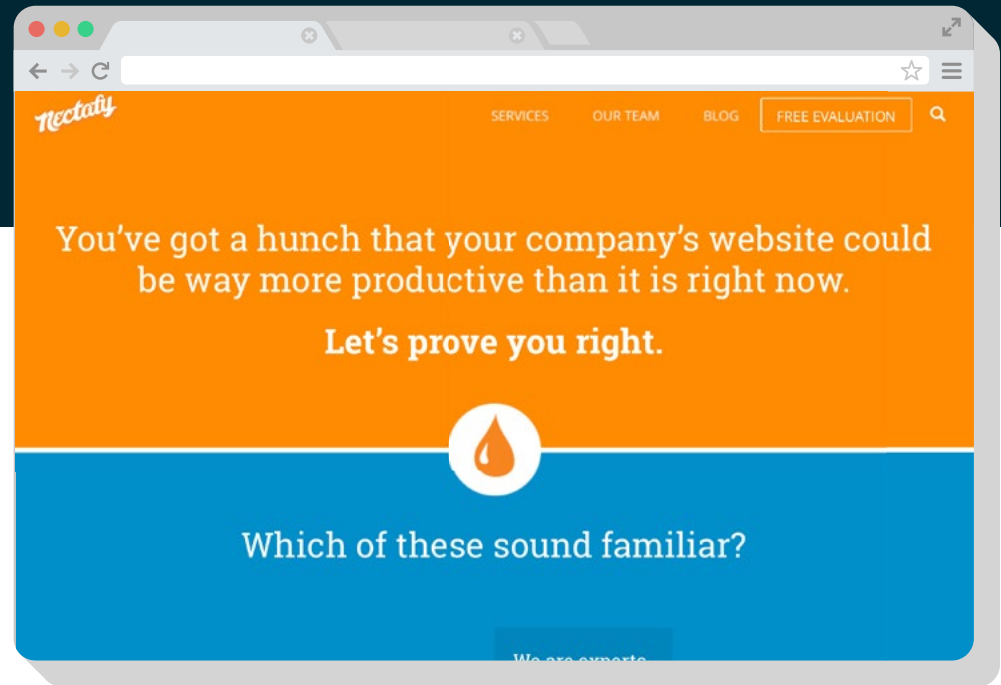 nectafy
SERVICES OUR TEAM BLOG FREE EVALUATION
You’ve got a hunch that your company’s website could
be way more productive than it is right now.
Let’s prove you right.
Which of these sound familiar?
We are experts